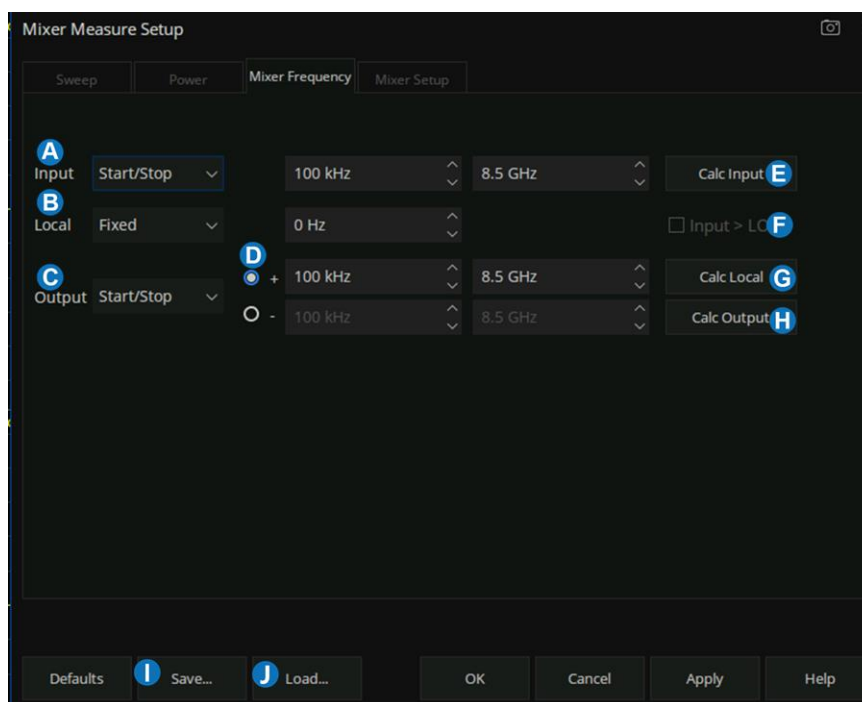 Mixer Measure Setup
Sweep Power Mixer Frequency Mixer Setup
A
Input Start/Stop 100 kHz 8.5 GHz Calc Input E
B
Local Fixed 0 Hz Input > LO F
D
+ 100 kHz 8.5 GHz Calc Local G
C
Output Start/Stop
- 100 kHz 8.5 GHz Calc Output H
Defaults I Save... J Load... OK Cancel Apply Help